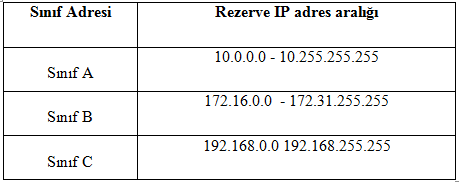 Sınıf Adresi Rezerve IP adres aralığı
Sınıf A 10.0.0.0 - 10.255.255.255
Sınıf B 172.16.0.0 - 172.31.255.255
Sınıf C 192.168.0.0 192.168.255.255